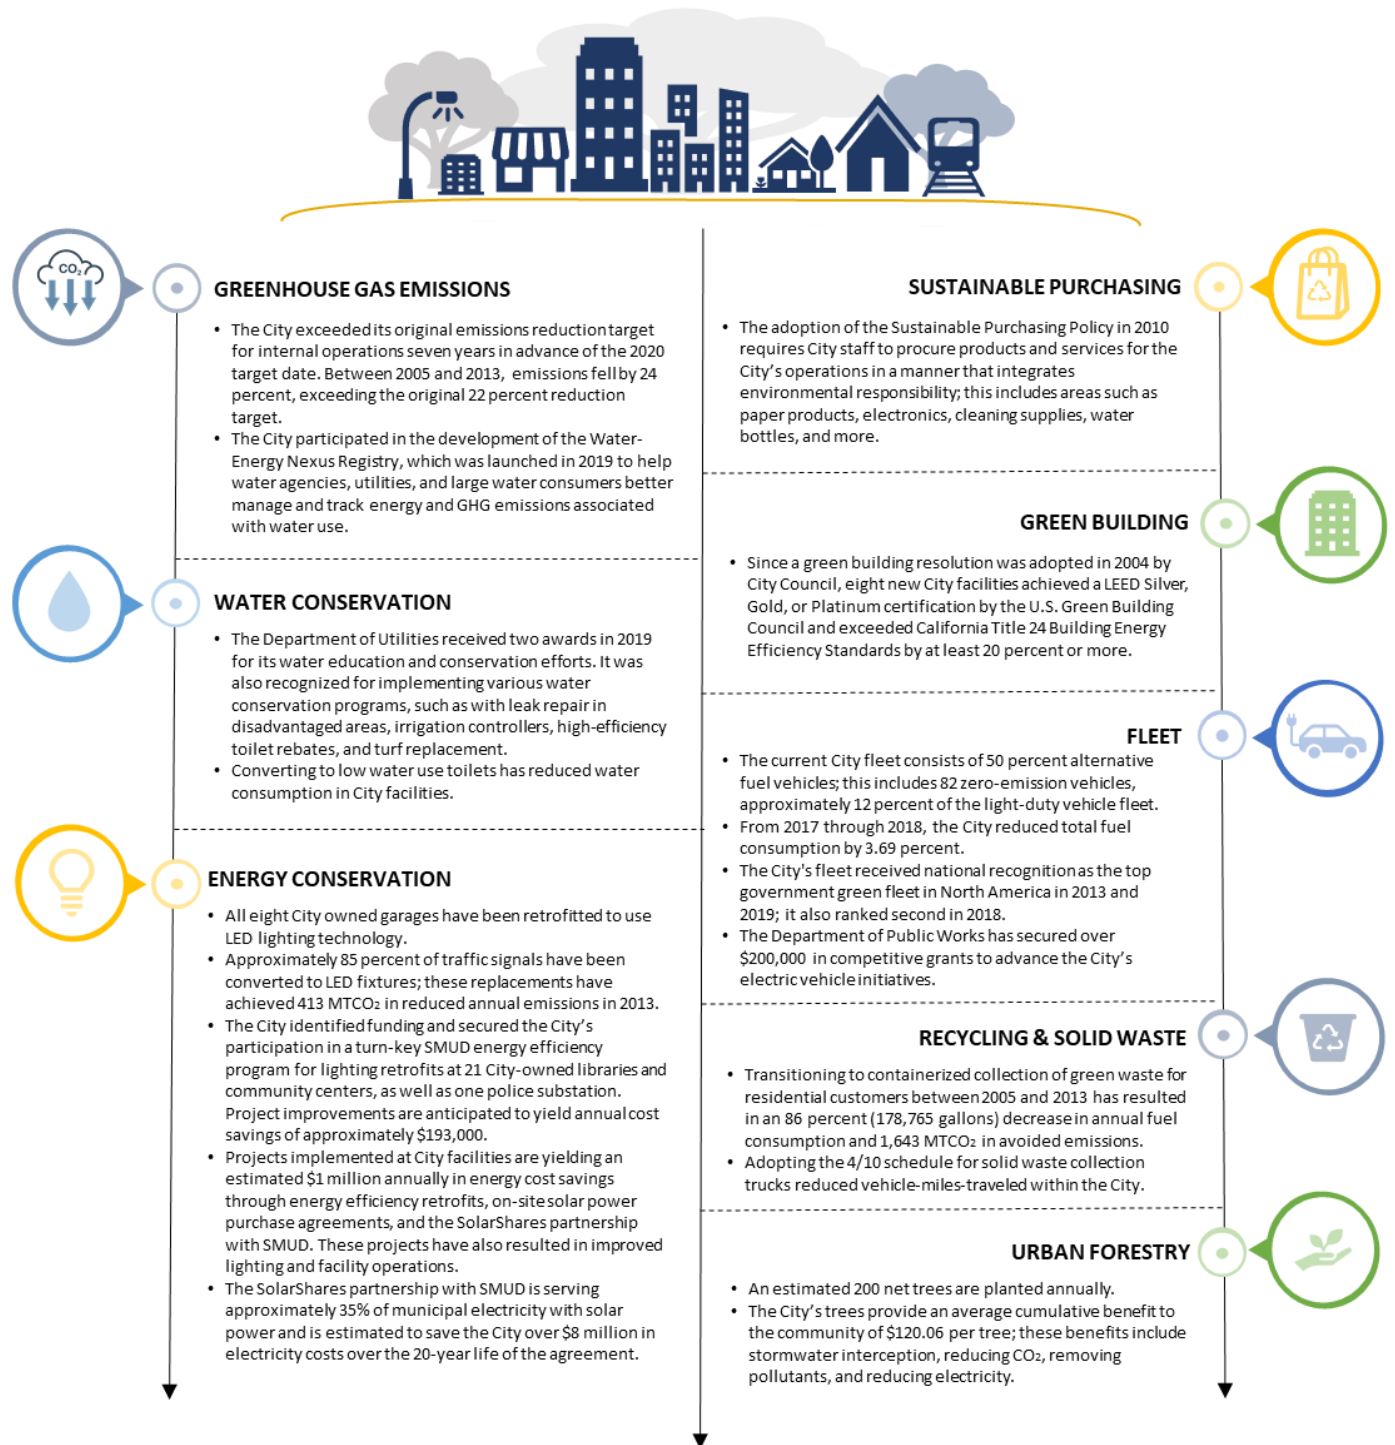 CO₂
GREENHOUSE GAS EMISSIONS
• The City exceeded its original emissions reduction target
for internal operations seven years in advance of the 2020
target date. Between 2005 and 2013, emissions fell by 24
percent, exceeding the original 22 percent reduction
target.
• The City participated in the development of the Water-
Energy Nexus Registry, which was launched in 2019 to help
water agencies, utilities, and large water consumers better
manage and track energy and GHG emissions associated
with water use.
WATER CONSERVATION
• The Department of Utilities received two awards in 2019
for its water education and conservation efforts. It was
also recognized for implementing various water
conservation programs, such as with leak repair in
disadvantaged areas, irrigation controllers, high-efficiency
toilet rebates, and turf replacement.
• Converting to low water use toilets has reduced water
consumption in City facilities.
ENERGY CONSERVATION
• All eight City owned garages have been retrofitted to use
LED lighting technology.
• Approximately 85 percent of traffic signals have been
converted to LED fixtures; these replacements have
achieved 413 MTCO₂ in reduced annual emissions in 2013.
• The City identified funding and secured the City's
participation in a turn-key SMUD energy efficiency
program for lighting retrofits at 21 City-owned libraries and
community centers, as well as one police substation.
Project improvements are anticipated to yield annual cost
savings of approximately $193,000.
• Projects implemented at City facilities are yielding an
estimated $1 million annually in energy cost savings
through energy efficiency retrofits, on-site solar power
purchase agreements, and the SolarShares partnership
with SMUD. These projects have also resulted in improved
lighting and facility operations.
• The SolarShares partnership with SMUD is serving
approximately 35% of municipal electricity with solar
power and is estimated to save the City over $8 million in
electricity costs over the 20-year life of the agreement.
SUSTAINABLE PURCHASING
• The adoption of the Sustainable Purchasing Policy in 2010
requires City staff to procure products and services for the
City's operations in a manner that integrates
environmental responsibility; this includes areas such as
paper products, electronics, cleaning supplies, water
bottles, and more.
GREEN BUILDING
• Since a green building resolution was adopted in 2004 by
City Council, eight new City facilities achieved a LEED Silver,
Gold, or Platinum certification by the U.S. Green Building
Council and exceeded California Title 24 Building Energy
Efficiency Standards by at least 20 percent or more.
FLEET
• The current City fleet consists of 50 percent alternative
fuel vehicles; this includes 82 zero-emission vehicles,
approximately 12 percent of the light-duty vehicle fleet.
• From 2017 through 2018, the City reduced total fuel
consumption by 3.69 percent.
• The City's fleet received national recognition as the top
government green fleet in North America in 2013 and
2019; it also ranked second in 2018.
• The Department of Public Works has secured over
$200,000 in competitive grants to advance the City's
electric vehicle initiatives.
RECYCLING & SOLID WASTE
• Transitioning to containerized collection of green waste for
residential customers between 2005 and 2013 has resulted
in an 86 percent (178,765 gallons) decrease in annual fuel
consumption and 1,643 MTCO₂ in avoided emissions.
• Adopting the 4/10 schedule for solid waste collection
trucks reduced vehicle-miles-traveled within the City.
URBAN FORESTRY
• An estimated 200 net trees are planted annually.
• The City's trees provide an average cumulative benefit to
the community of $120.06 per tree; these benefits include
stormwater interception, reducing CO₂, removing
pollutants, and reducing electricity.